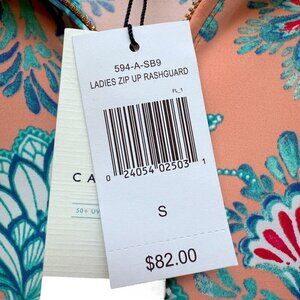 594-A-SB9
LADIES ZIP UP RASHGUARD
FL_1
0 24054 02503 1
CA
50+ UV
S
$82.00